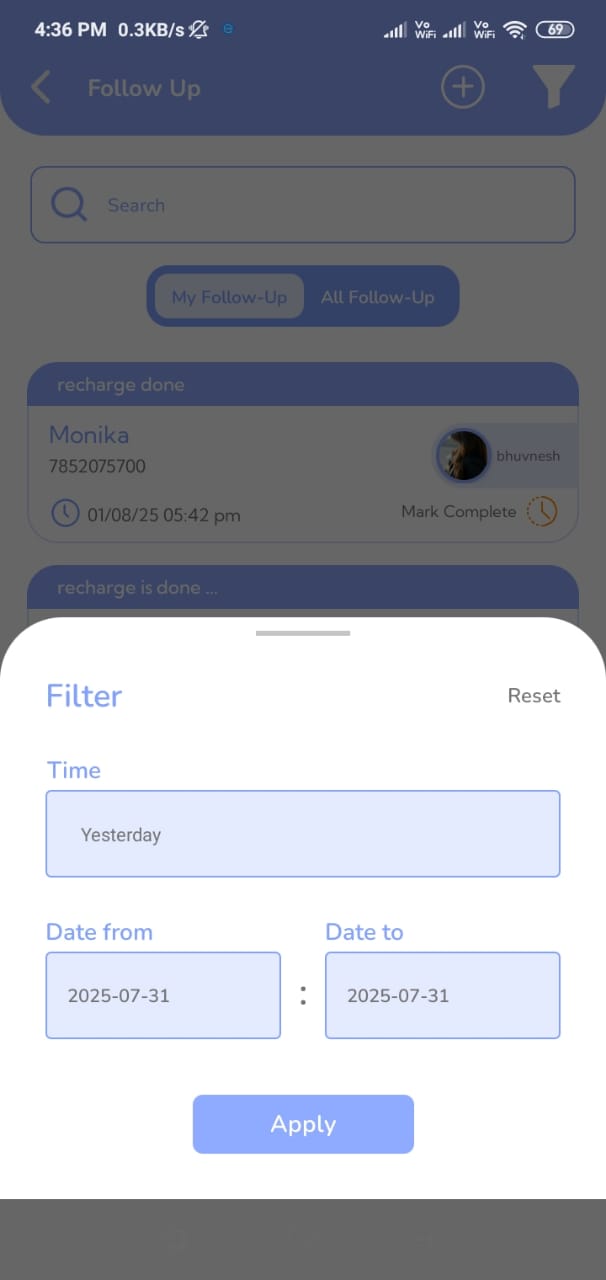 4:36 PM 0.3KB/s
Vo WiFi Vo WiFi 69
Follow Up
Search
My Follow-Up All Follow-Up
recharge done
Monika
bhuvnesh
7852075700
01/08/25 05:42 pm Mark Complete
recharge is done ...
Filter Reset
Time
Yesterday
Date from Date to
2025-07-31 : 2025-07-31
Apply